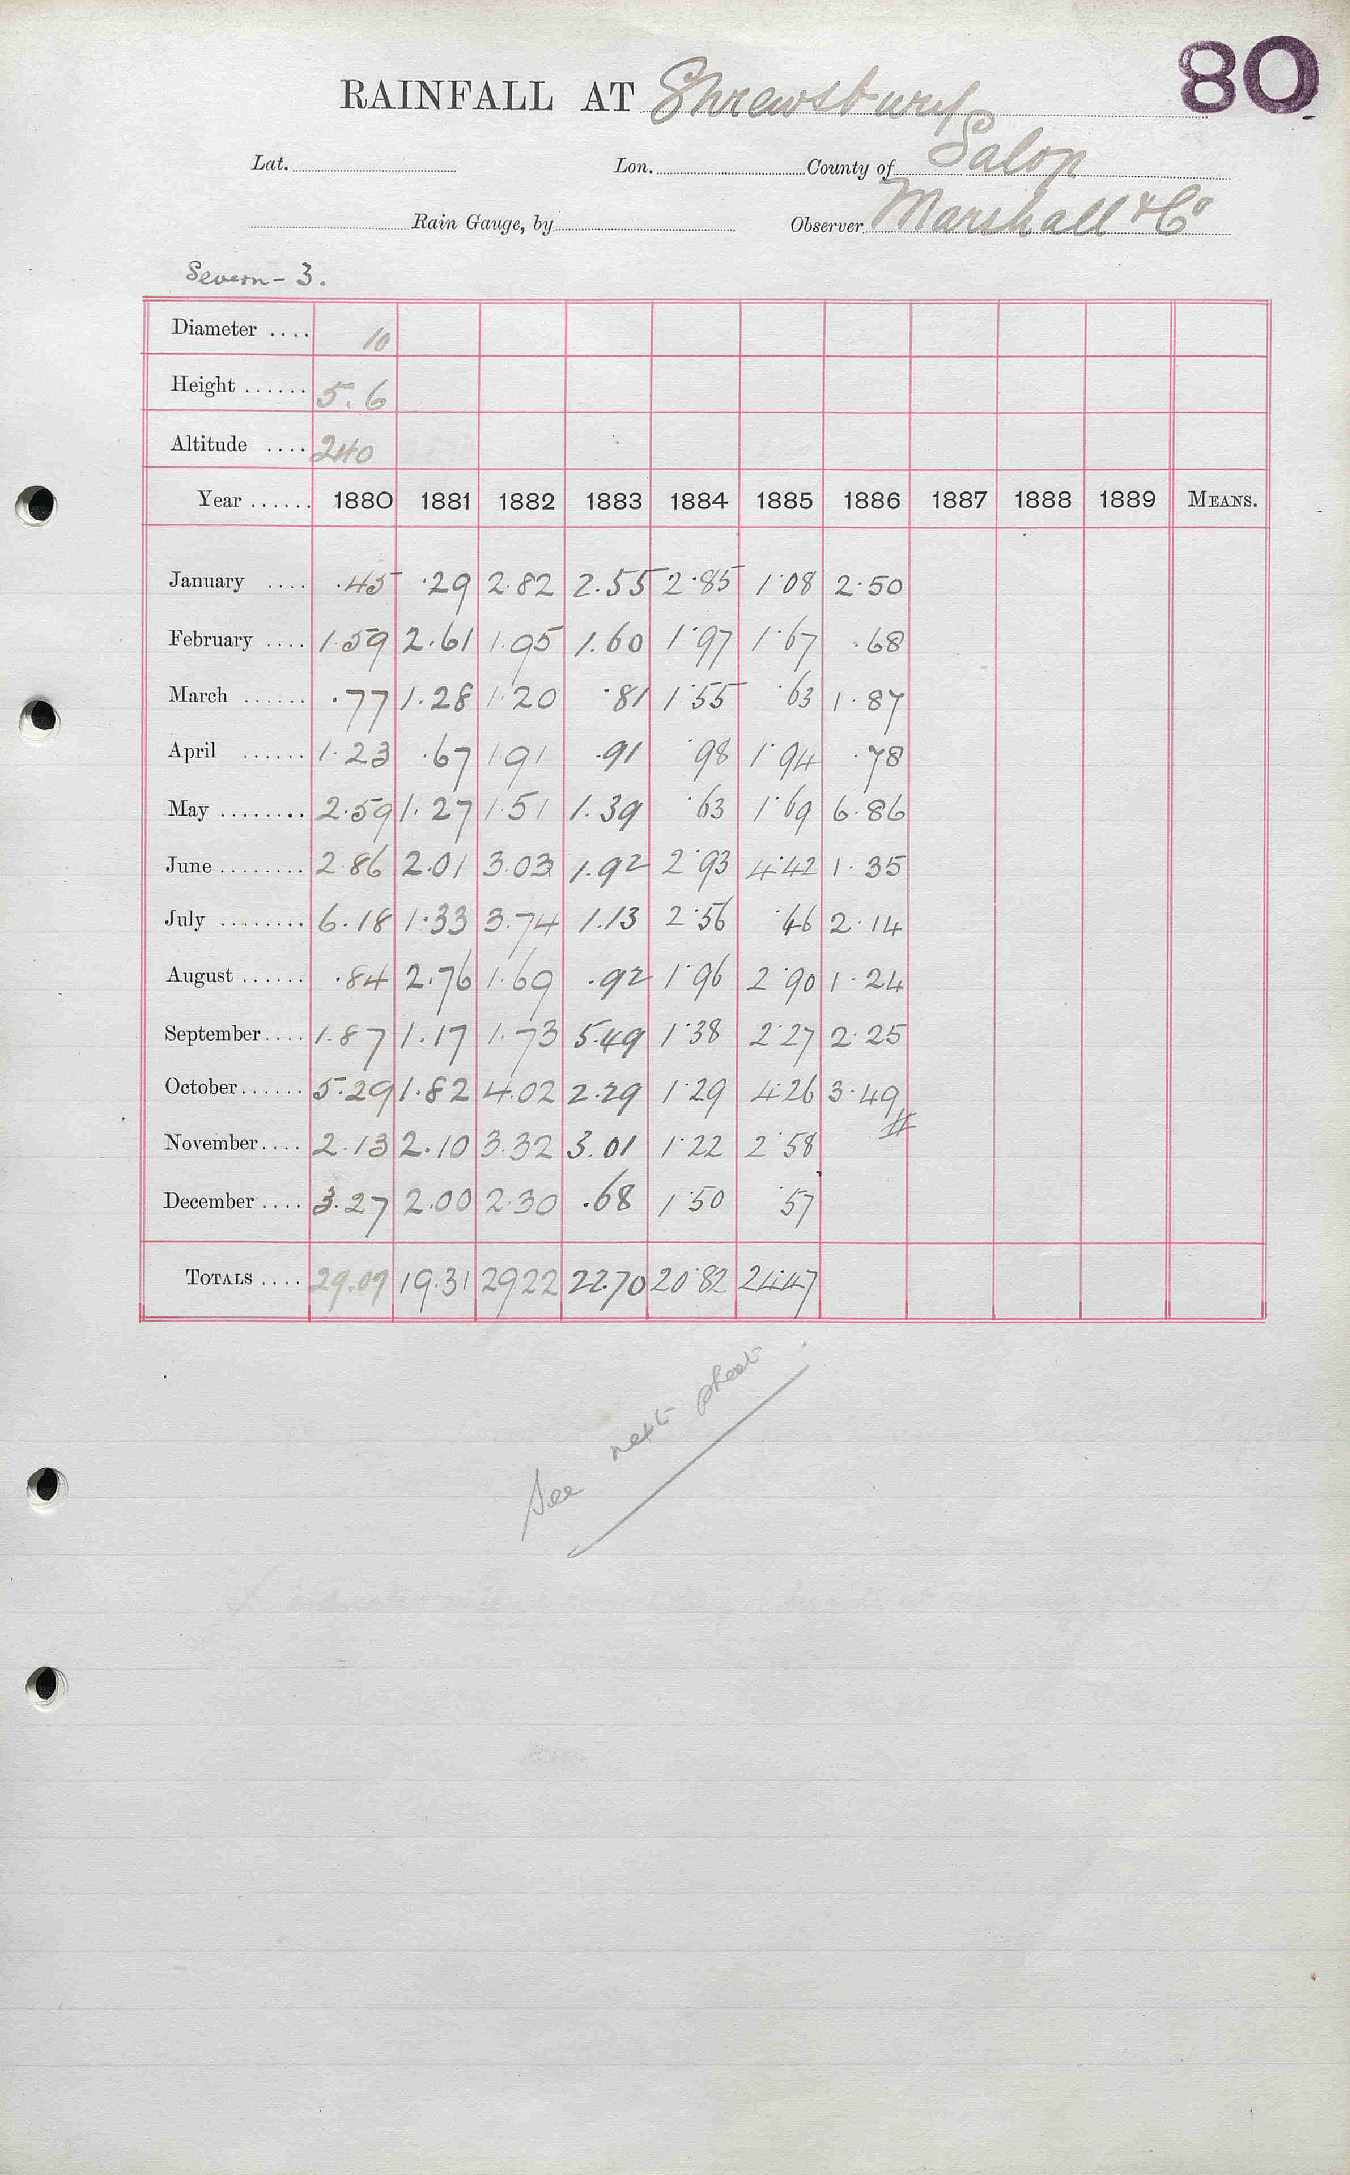 80
RAINFALL AT Shrewsbury
Lat. Lon. County of Salop
Rain Gauge, by Observer Marshall & Co
Severn - 3.
Diameter .... 10
Height ...... 5.6
Altitude .... 240
Year ...... 1880 1881 1882 1883 1884 1885 1886 1887 1888 1889 MEANS.
January .... .45 .29 2.82 2.55 2.85 1.08 2.50
February .... 1.59 2.61 1.95 1.60 1.97 1.67 .68
March ...... .77 1.28 1.20 .81 1.55 .63 1.87
April ...... 1.23 .67 1.91 .91 .98 1.94 .78
May ........ 2.59 1.27 1.51 1.39 .63 1.69 6.86
June ........ 2.86 2.01 3.03 1.92 2.93 4.42 1.35
July ........ 6.18 1.33 3.74 1.13 2.56 .46 2.14
August ...... .84 2.76 1.69 .92 1.96 2.90 1.24
September .... 1.87 1.17 1.73 5.49 1.38 2.27 2.25
October ...... 5.29 1.82 4.02 2.29 1.29 4.26 3.49
November .... 2.13 2.10 3.32 3.01 1.22 2.58
December .... 3.27 2.00 2.30 .68 1.50 .57
TOTALS .... 29.07 19.31 29.22 22.70 20.82 24.47
See next sheet